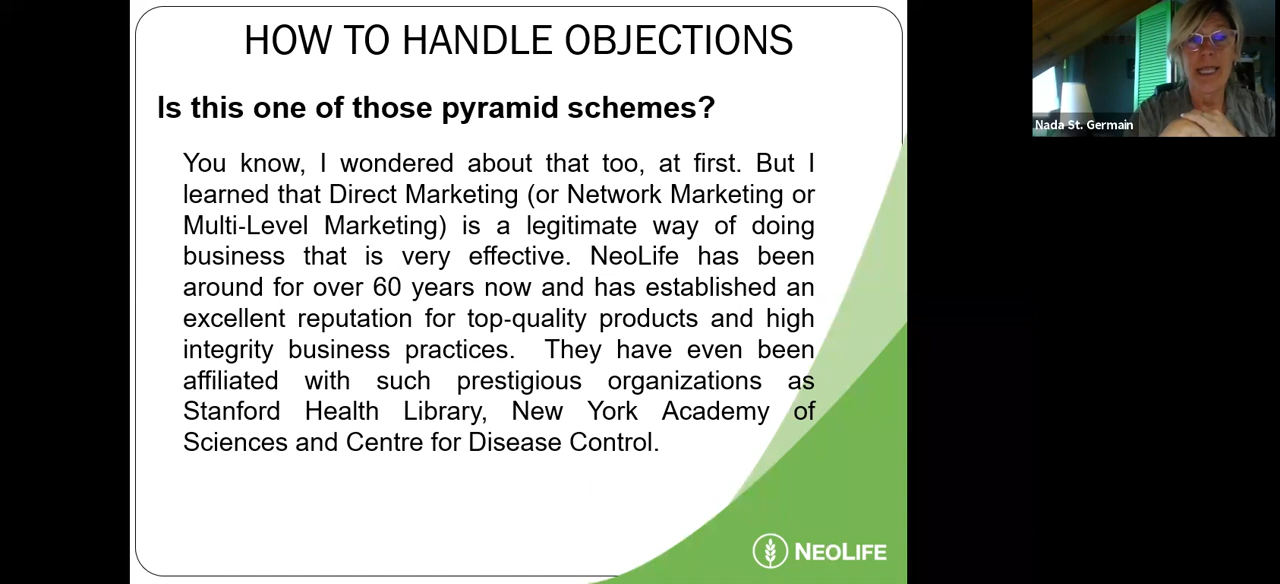 HOW TO HANDLE OBJECTIONS
Is this one of those pyramid schemes?
You know, I wondered about that too, at first. But I
learned that Direct Marketing (or Network Marketing or
Multi-Level Marketing) is a legitimate way of doing
business that is very effective. NeoLife has been
around for over 60 years now and has established an
excellent reputation for top-quality products and high
integrity business practices. They have even been
affiliated with such prestigious organizations as
Stanford Health Library, New York Academy of
Sciences and Centre for Disease Control.
NEOLIFE
Nada St. Germain